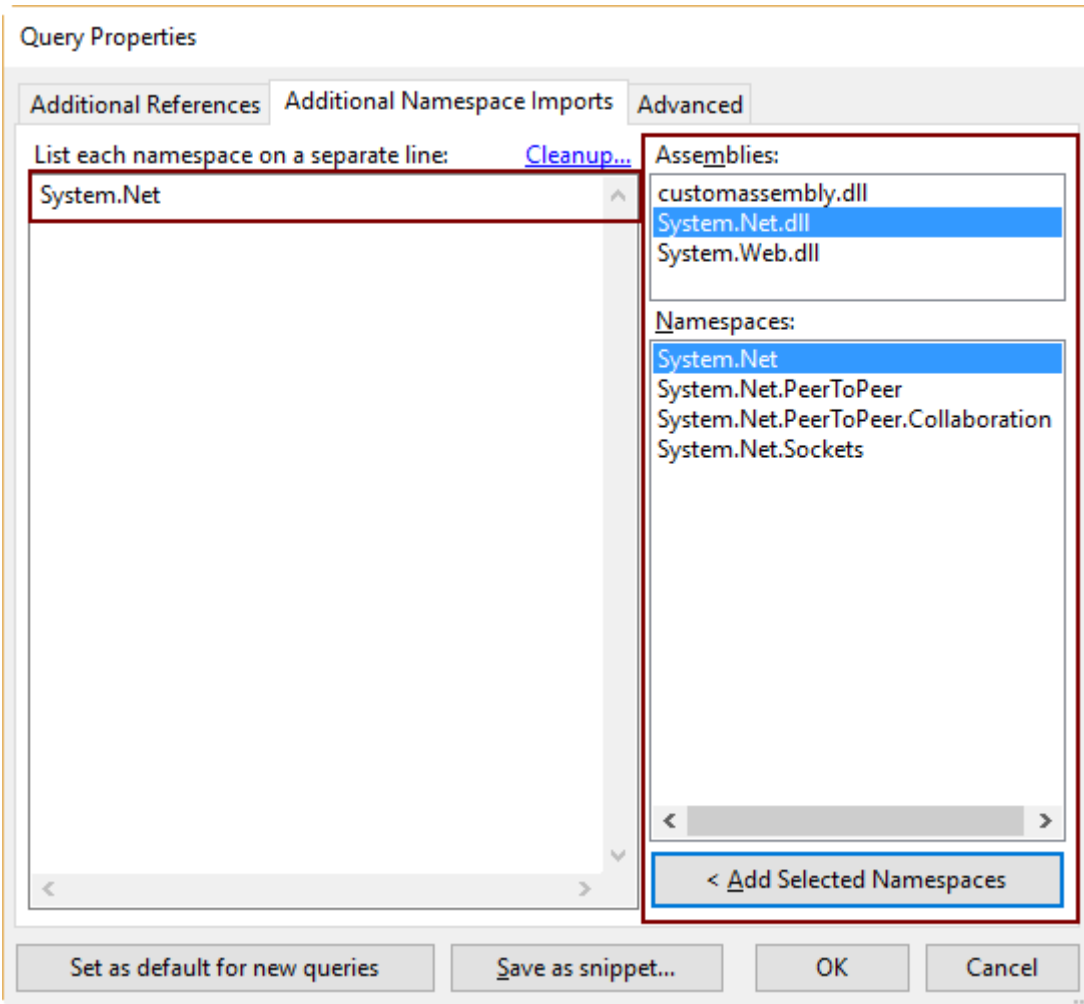 Query Properties
Additional References
Additional Namespace Imports
Advanced
List each namespace on a separate line:
Cleanup...
System.Net
Assemblies:
customassembly.dll
System.Net.dll
System.Web.dll
Namespaces:
System.Net
System.Net.PeerToPeer
System.Net.PeerToPeer.Collaboration
System.Net.Sockets
< Add Selected Namespaces
Set as default for new queries
Save as snippet...
OK
Cancel